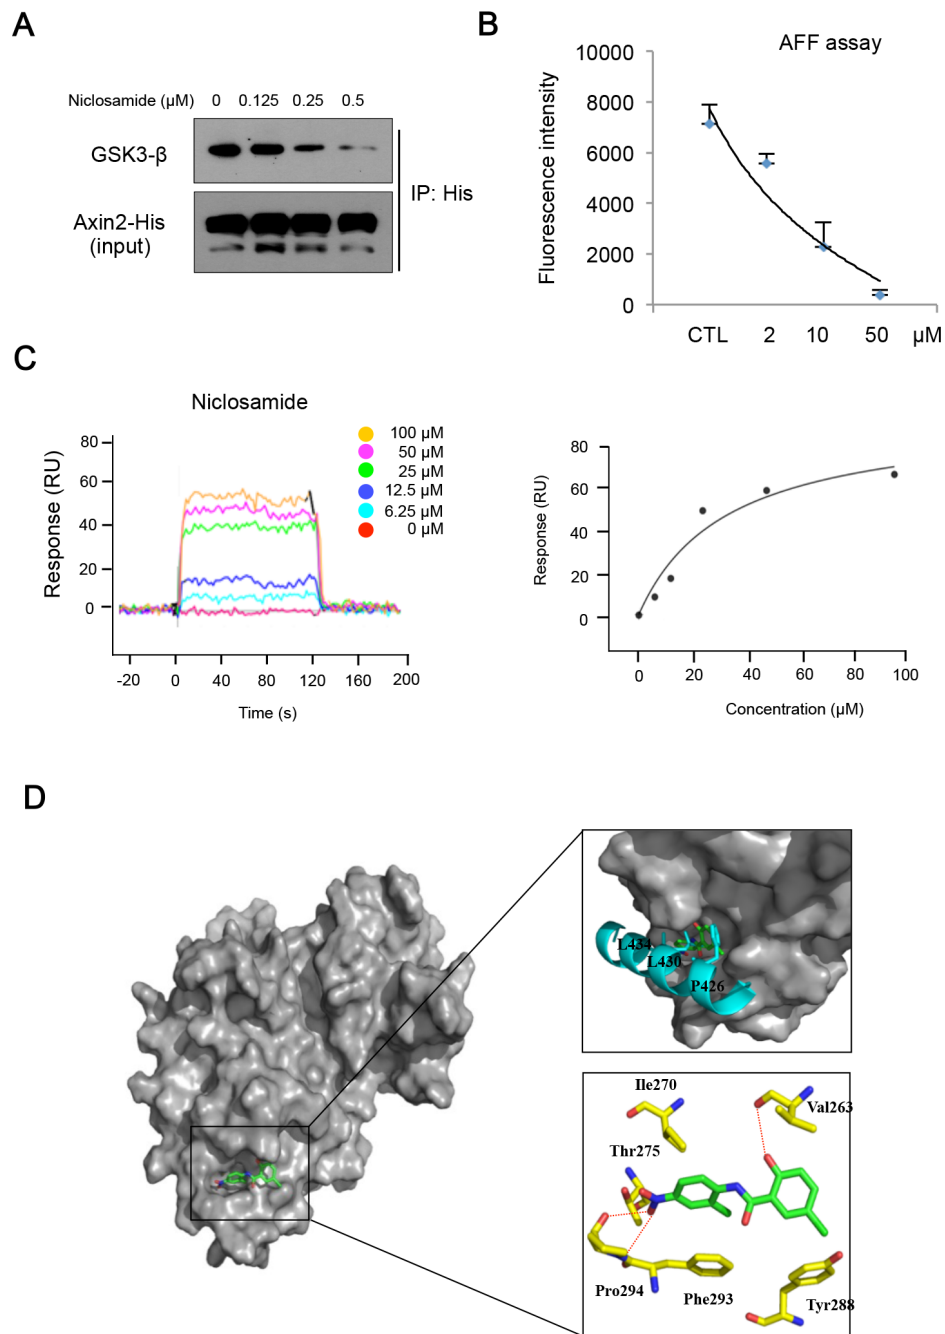 A
Niclosamide (µM) 0 0.125 0.25 0.5
GSK3-β
Axin2-His
(input)
IP: His
B
AFF assay
Fluorescence intensity
10000
8000
6000
4000
2000
0
CTL 2 10 50 µM
C
Niclosamide
Response (RU)
80
60
40
20
0
-20 0 40 80 120 160 200
Time (s)
100 µM
50 µM
25 µM
12.5 µM
6.25 µM
0 µM
Response (RU)
80
60
40
20
0
0 20 40 60 80 100
Concentration (µM)
D
L434
L430
P426
Ile270
Val263
Thr275
Pro294
Phe293
Tyr288